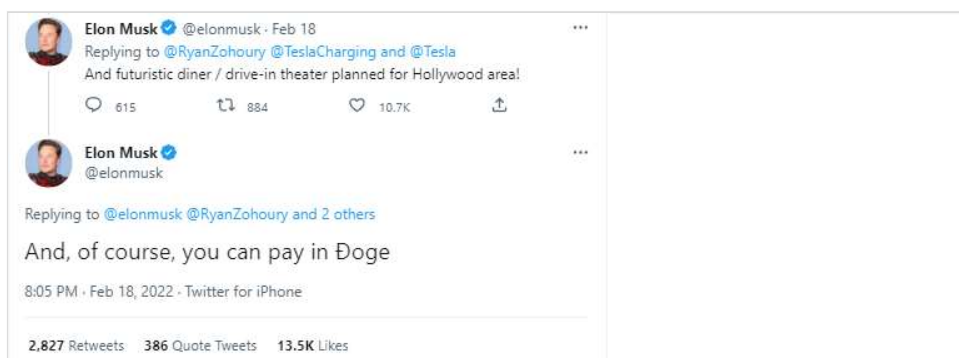 Elon Musk @elonmusk · Feb 18
Replying to @RyanZohoury @TeslaCharging and @Tesla
And futuristic diner / drive-in theater planned for Hollywood area!
615 884 10.7K
Elon Musk
@elonmusk
Replying to @elonmusk @RyanZohoury and 2 others
And, of course, you can pay in Đoge
8:05 PM · Feb 18, 2022 · Twitter for iPhone
2,827 Retweets 386 Quote Tweets 13.5K Likes